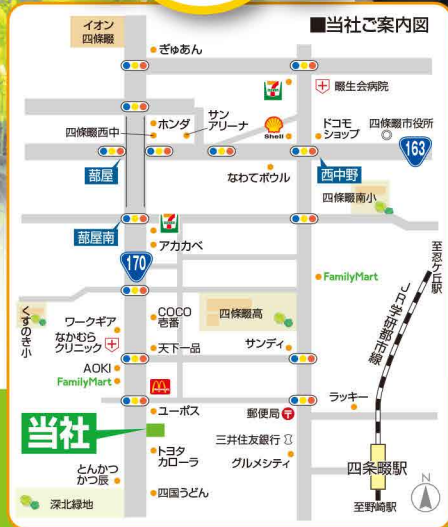 ■当社ご案内図
イオン
四條畷
ぎゅあん
畷生会病院
ホンダ
サン
アリーナ
四條畷西中
Shell
ドコモ
ショップ
四條畷市役所
163
蔀屋
なわてボウル
西中野
四條畷南小
蔀屋南
アカカベ
170
至忍ケ丘駅
FamilyMart
JR学研都市線
くすのき小
ワークギア
COCO
壱番
四條畷高
なかむら
クリニック
天下一品
サンディ
AOKI
FamilyMart
ユーポス
郵便局
ラッキー
当社
三井住友銀行
トヨタ
カローラ
グルメシティ
四条畷駅
とんかつ
かつ辰
四国うどん
深北緑地
至野崎駅
N